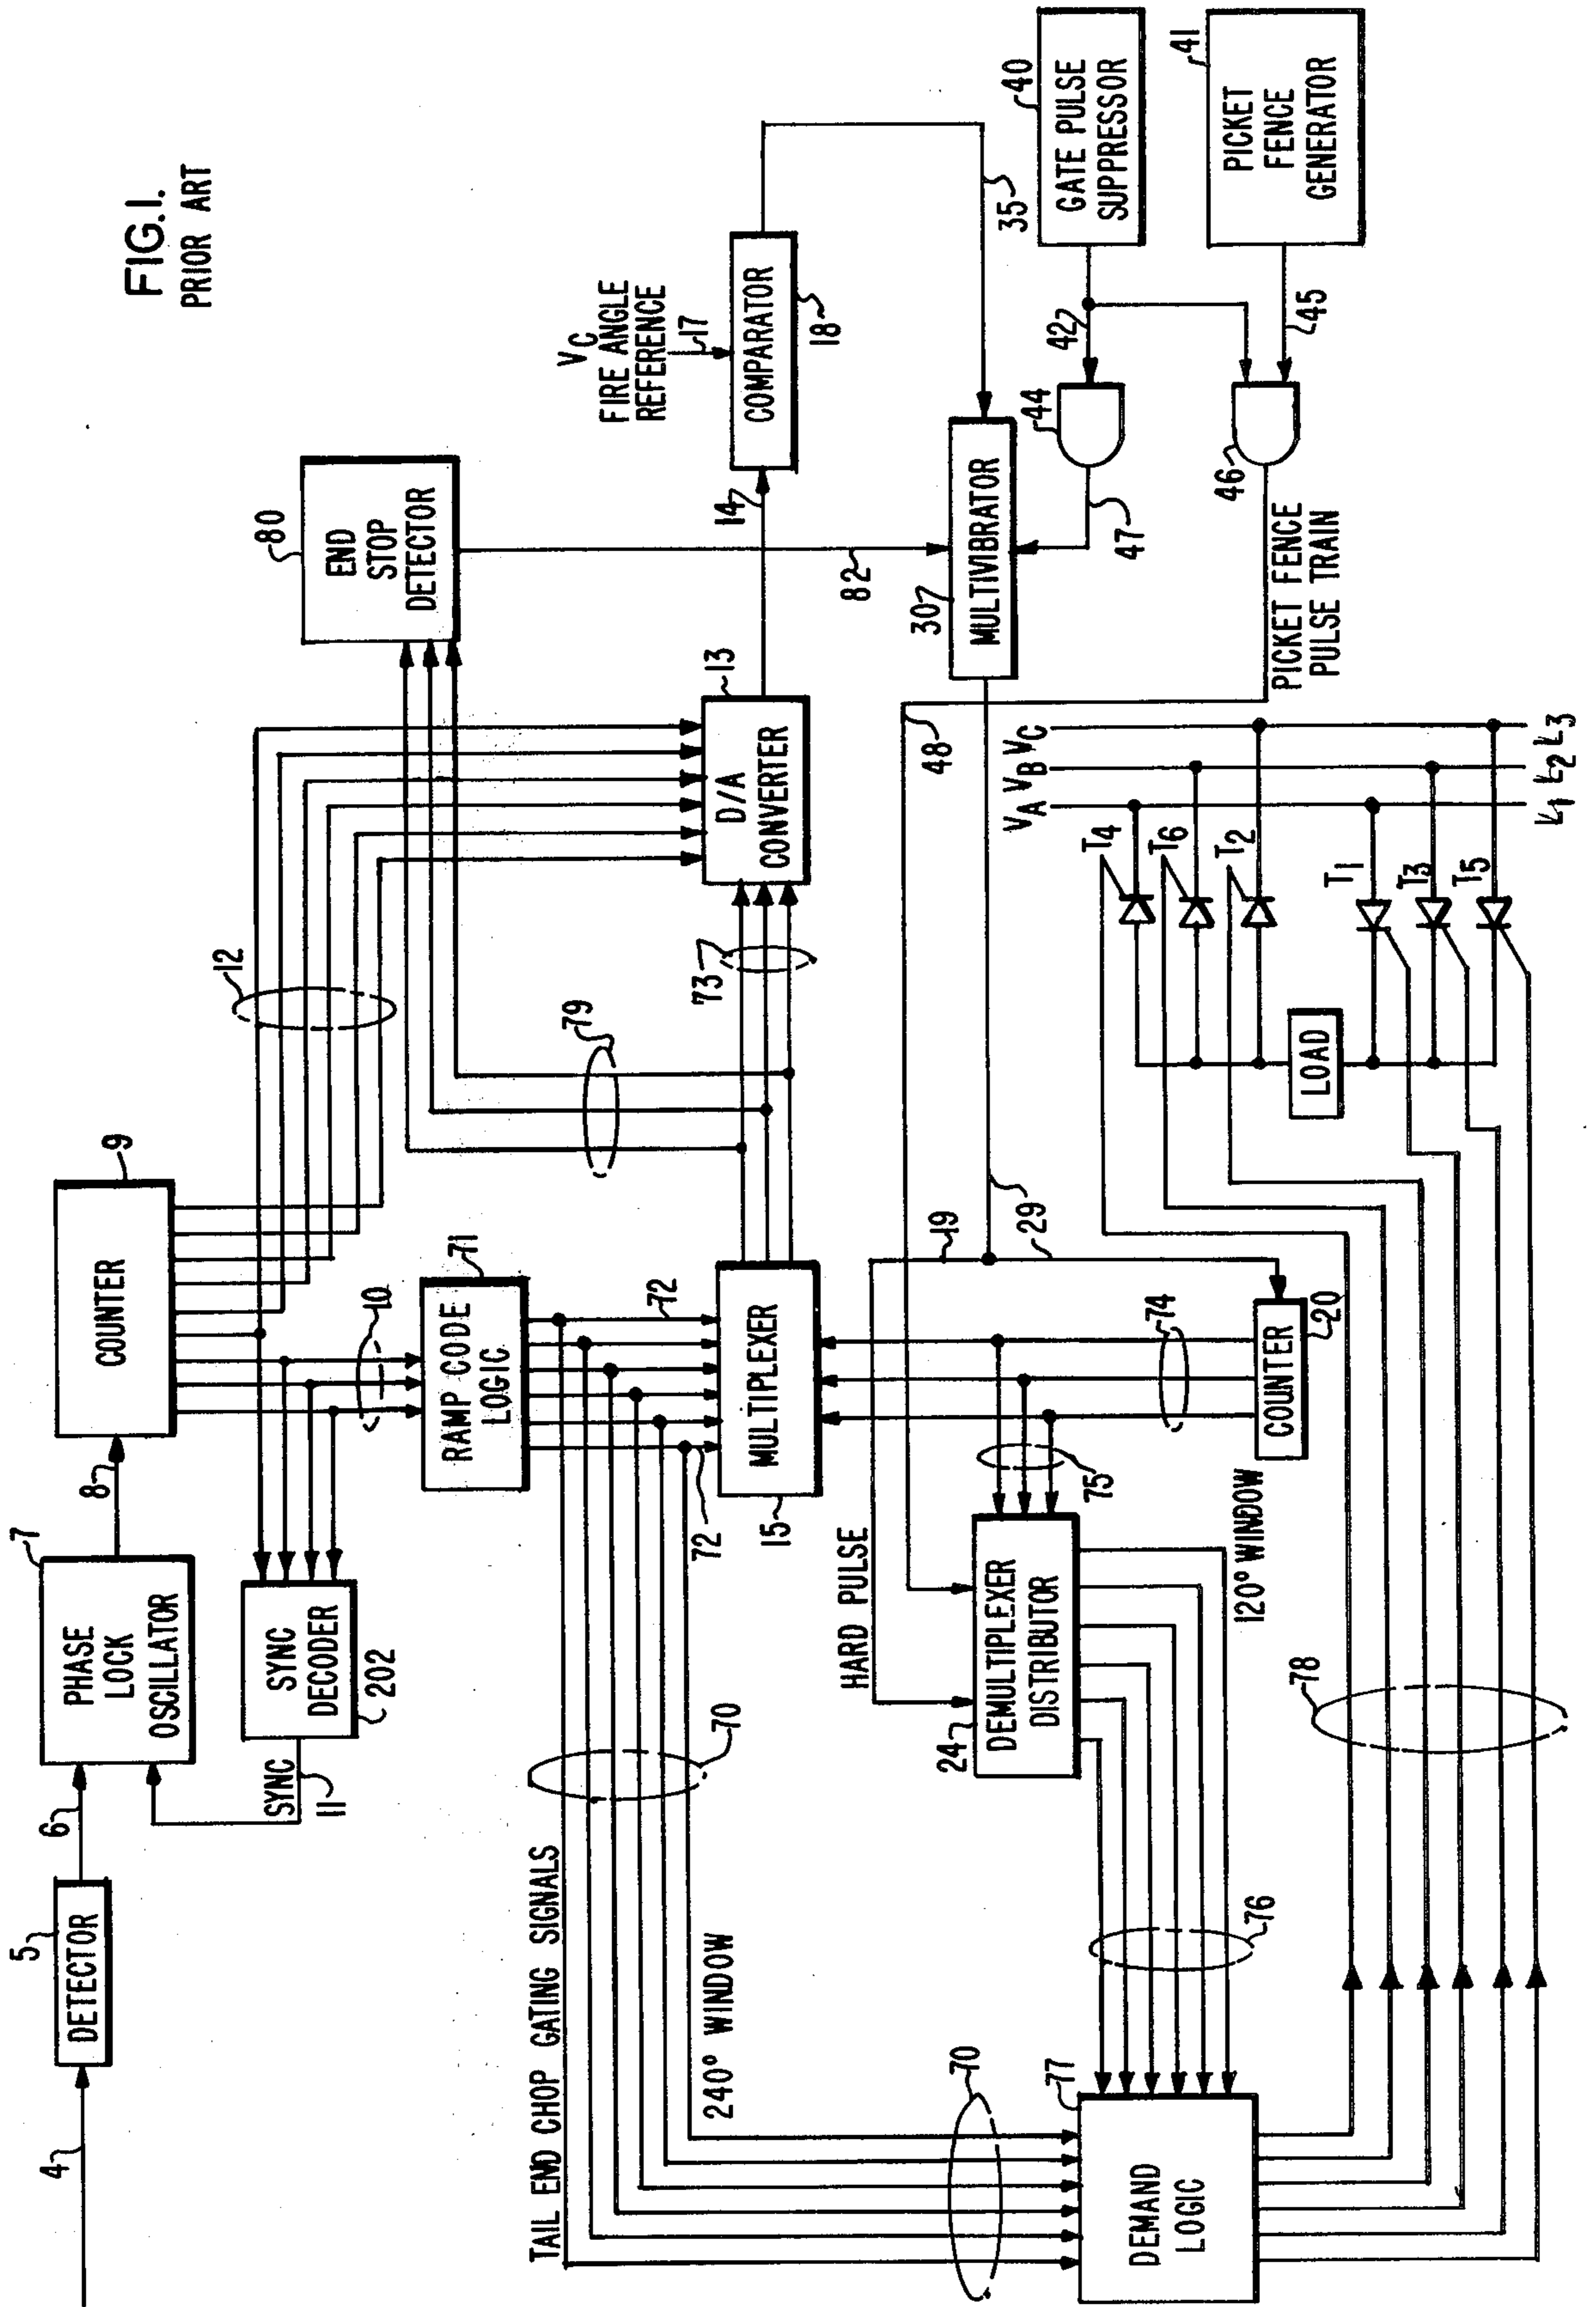 FIG.1.
PRIOR ART
4
5
DETECTOR
6
7
PHASE
LOCK
OSCILLATOR
8
9
COUNTER
SYNC
11
SYNC
DECODER
202
10
12
80
END
STOP
DETECTOR
71
RAMP CODE
LOGIC
72
72
70
TAIL END CHOP GATING SIGNALS
240° WINDOW
79
73
13
D/A
CONVERTER
14
VC
FIRE ANGLE
REFERENCE
17
COMPARATOR
18
15
MULTIPLEXER
82
35
30
MULTIVIBRATOR
40
GATE PULSE
SUPPRESSOR
42
44
47
41
PICKET
FENCE
GENERATOR
45
46
PICKET FENCE
PULSE TRAIN
48
HARD PULSE
19
29
29
74
75
20
COUNTER
24
DEMULTIPLEXER
DISTRIBUTOR
120° WINDOW
76
70
77
DEMAND
LOGIC
78
VA VB VC
T4
T6
T2
LOAD
T1
T3
T5
L1 L2 L3